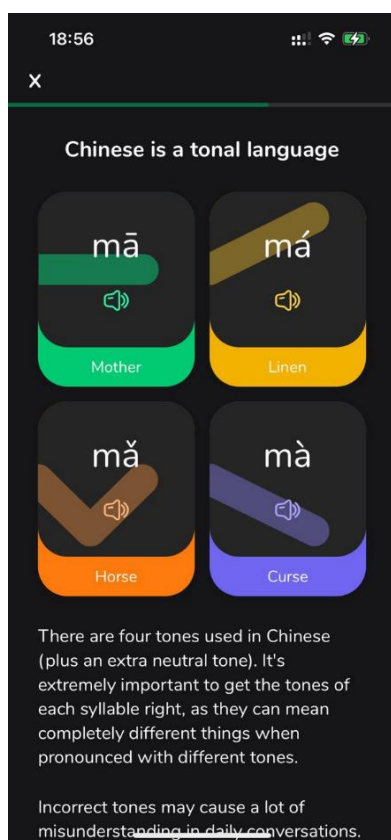 18:56
Chinese is a tonal language
mā
má
Mother
Linen
mǎ
mà
Horse
Curse
There are four tones used in Chinese
(plus an extra neutral tone). It's
extremely important to get the tones of
each syllable right, as they can mean
completely different things when
pronounced with different tones.
Incorrect tones may cause a lot of
misunderstanding in daily conversations.